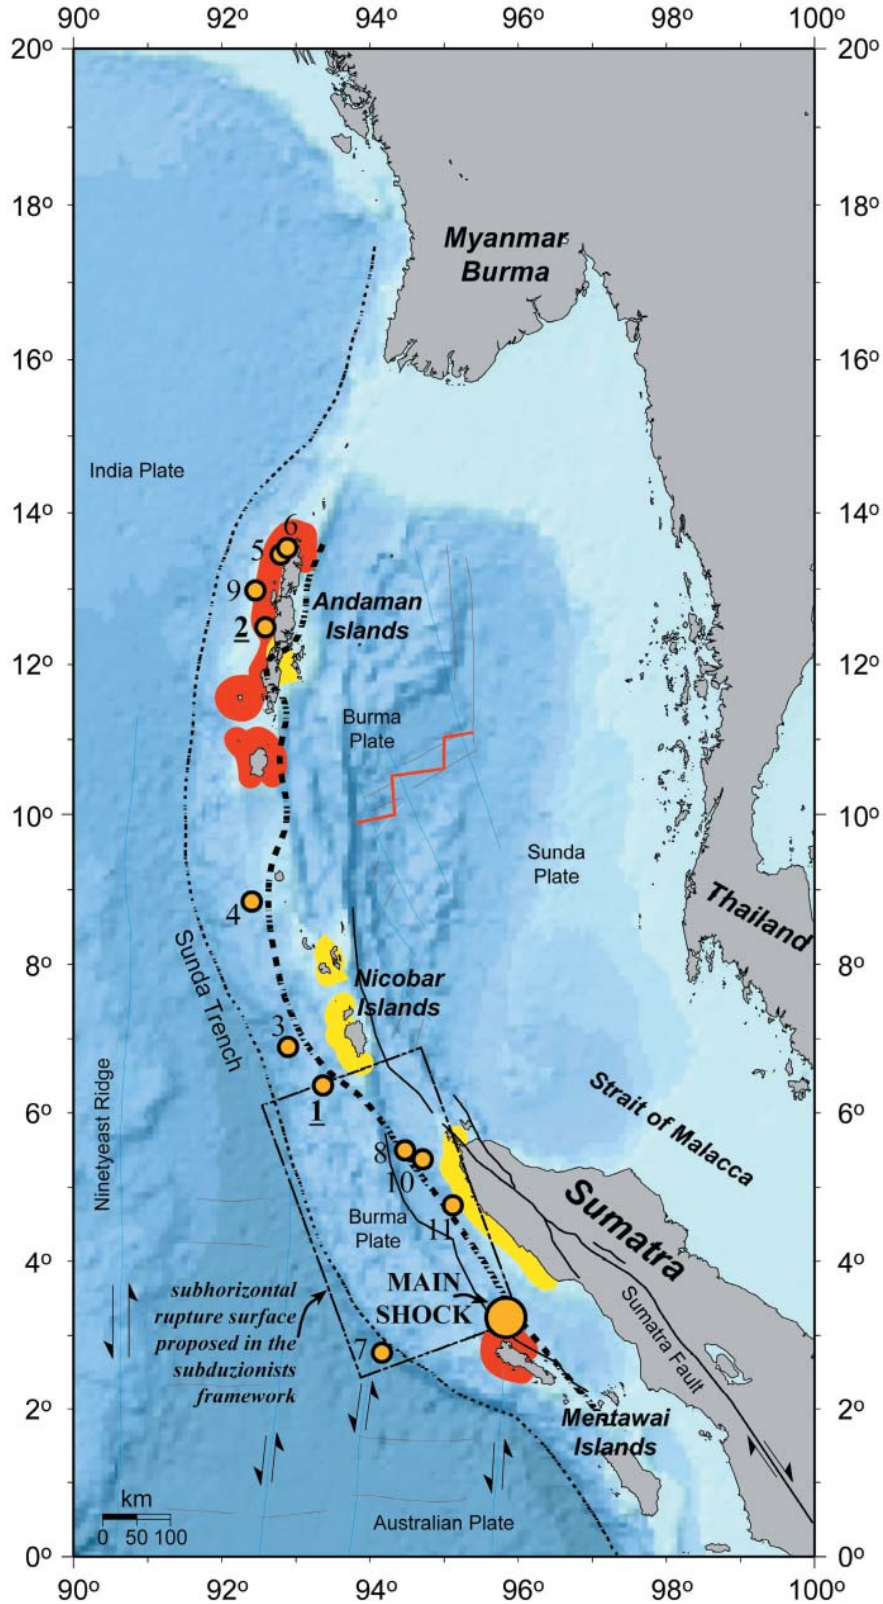 90º 92º 94º 96º 98º 100º
20º 20º
18º 18º
Myanmar
Burma
16º 16º
India Plate
14º 14º
6
5
9
Andaman
Islands
2
12º 12º
Burma
Plate
10º 10º
Sunda
Plate
Thailand
4
8º 8º
Sunda Trench
Nicobar
Islands
3
Ninetyeast Ridge
6º 6º
1
Strait of Malacca
8
10
Sumatra
11
Burma
Plate
4º 4º
MAIN
SHOCK
subhorizontal
rupture surface
proposed in the
subduzionists
framework
Sumatra Fault
7
2º 2º
Mentawai
Islands
km
0 50 100
Australian Plate
0º 0º
90º 92º 94º 96º 98º 100º